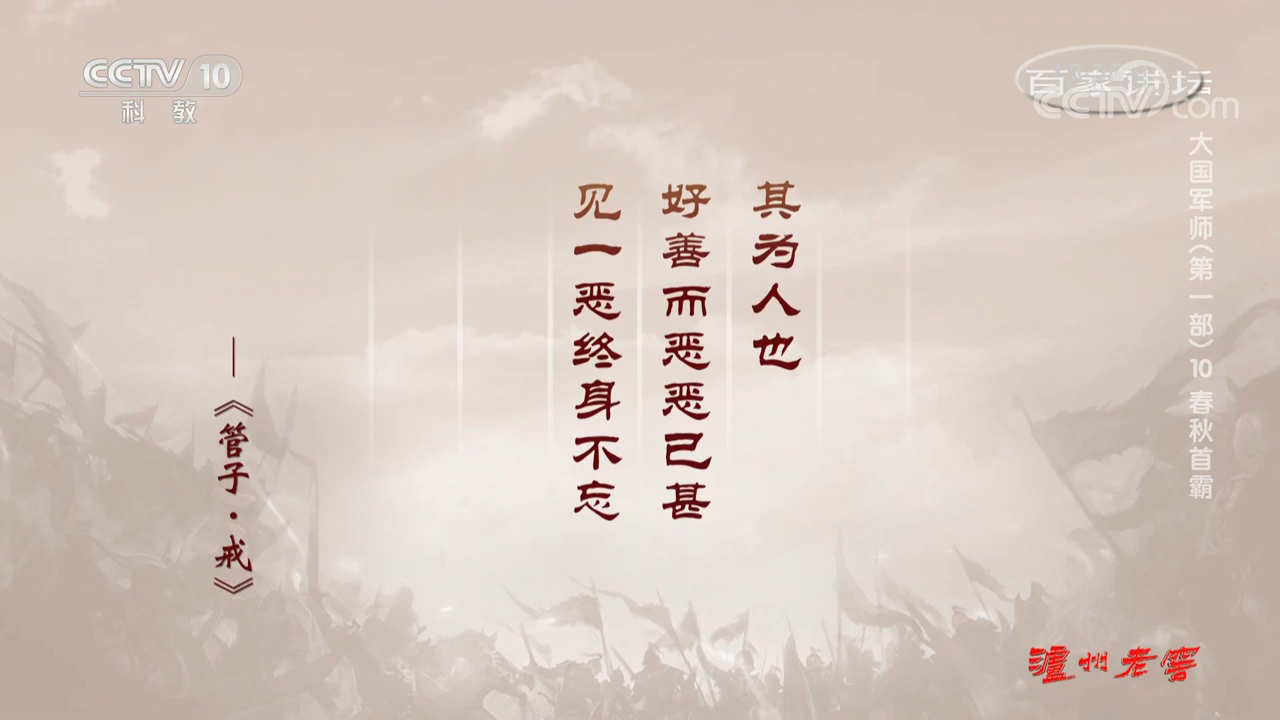 CCTV 10
科教
百家讲坛
CCTV.com
大国军师(第一部) 10 春秋首霸
其为人也
好善而恶恶已甚
见一恶终身不忘
——《管子·戒》
泸州老窖